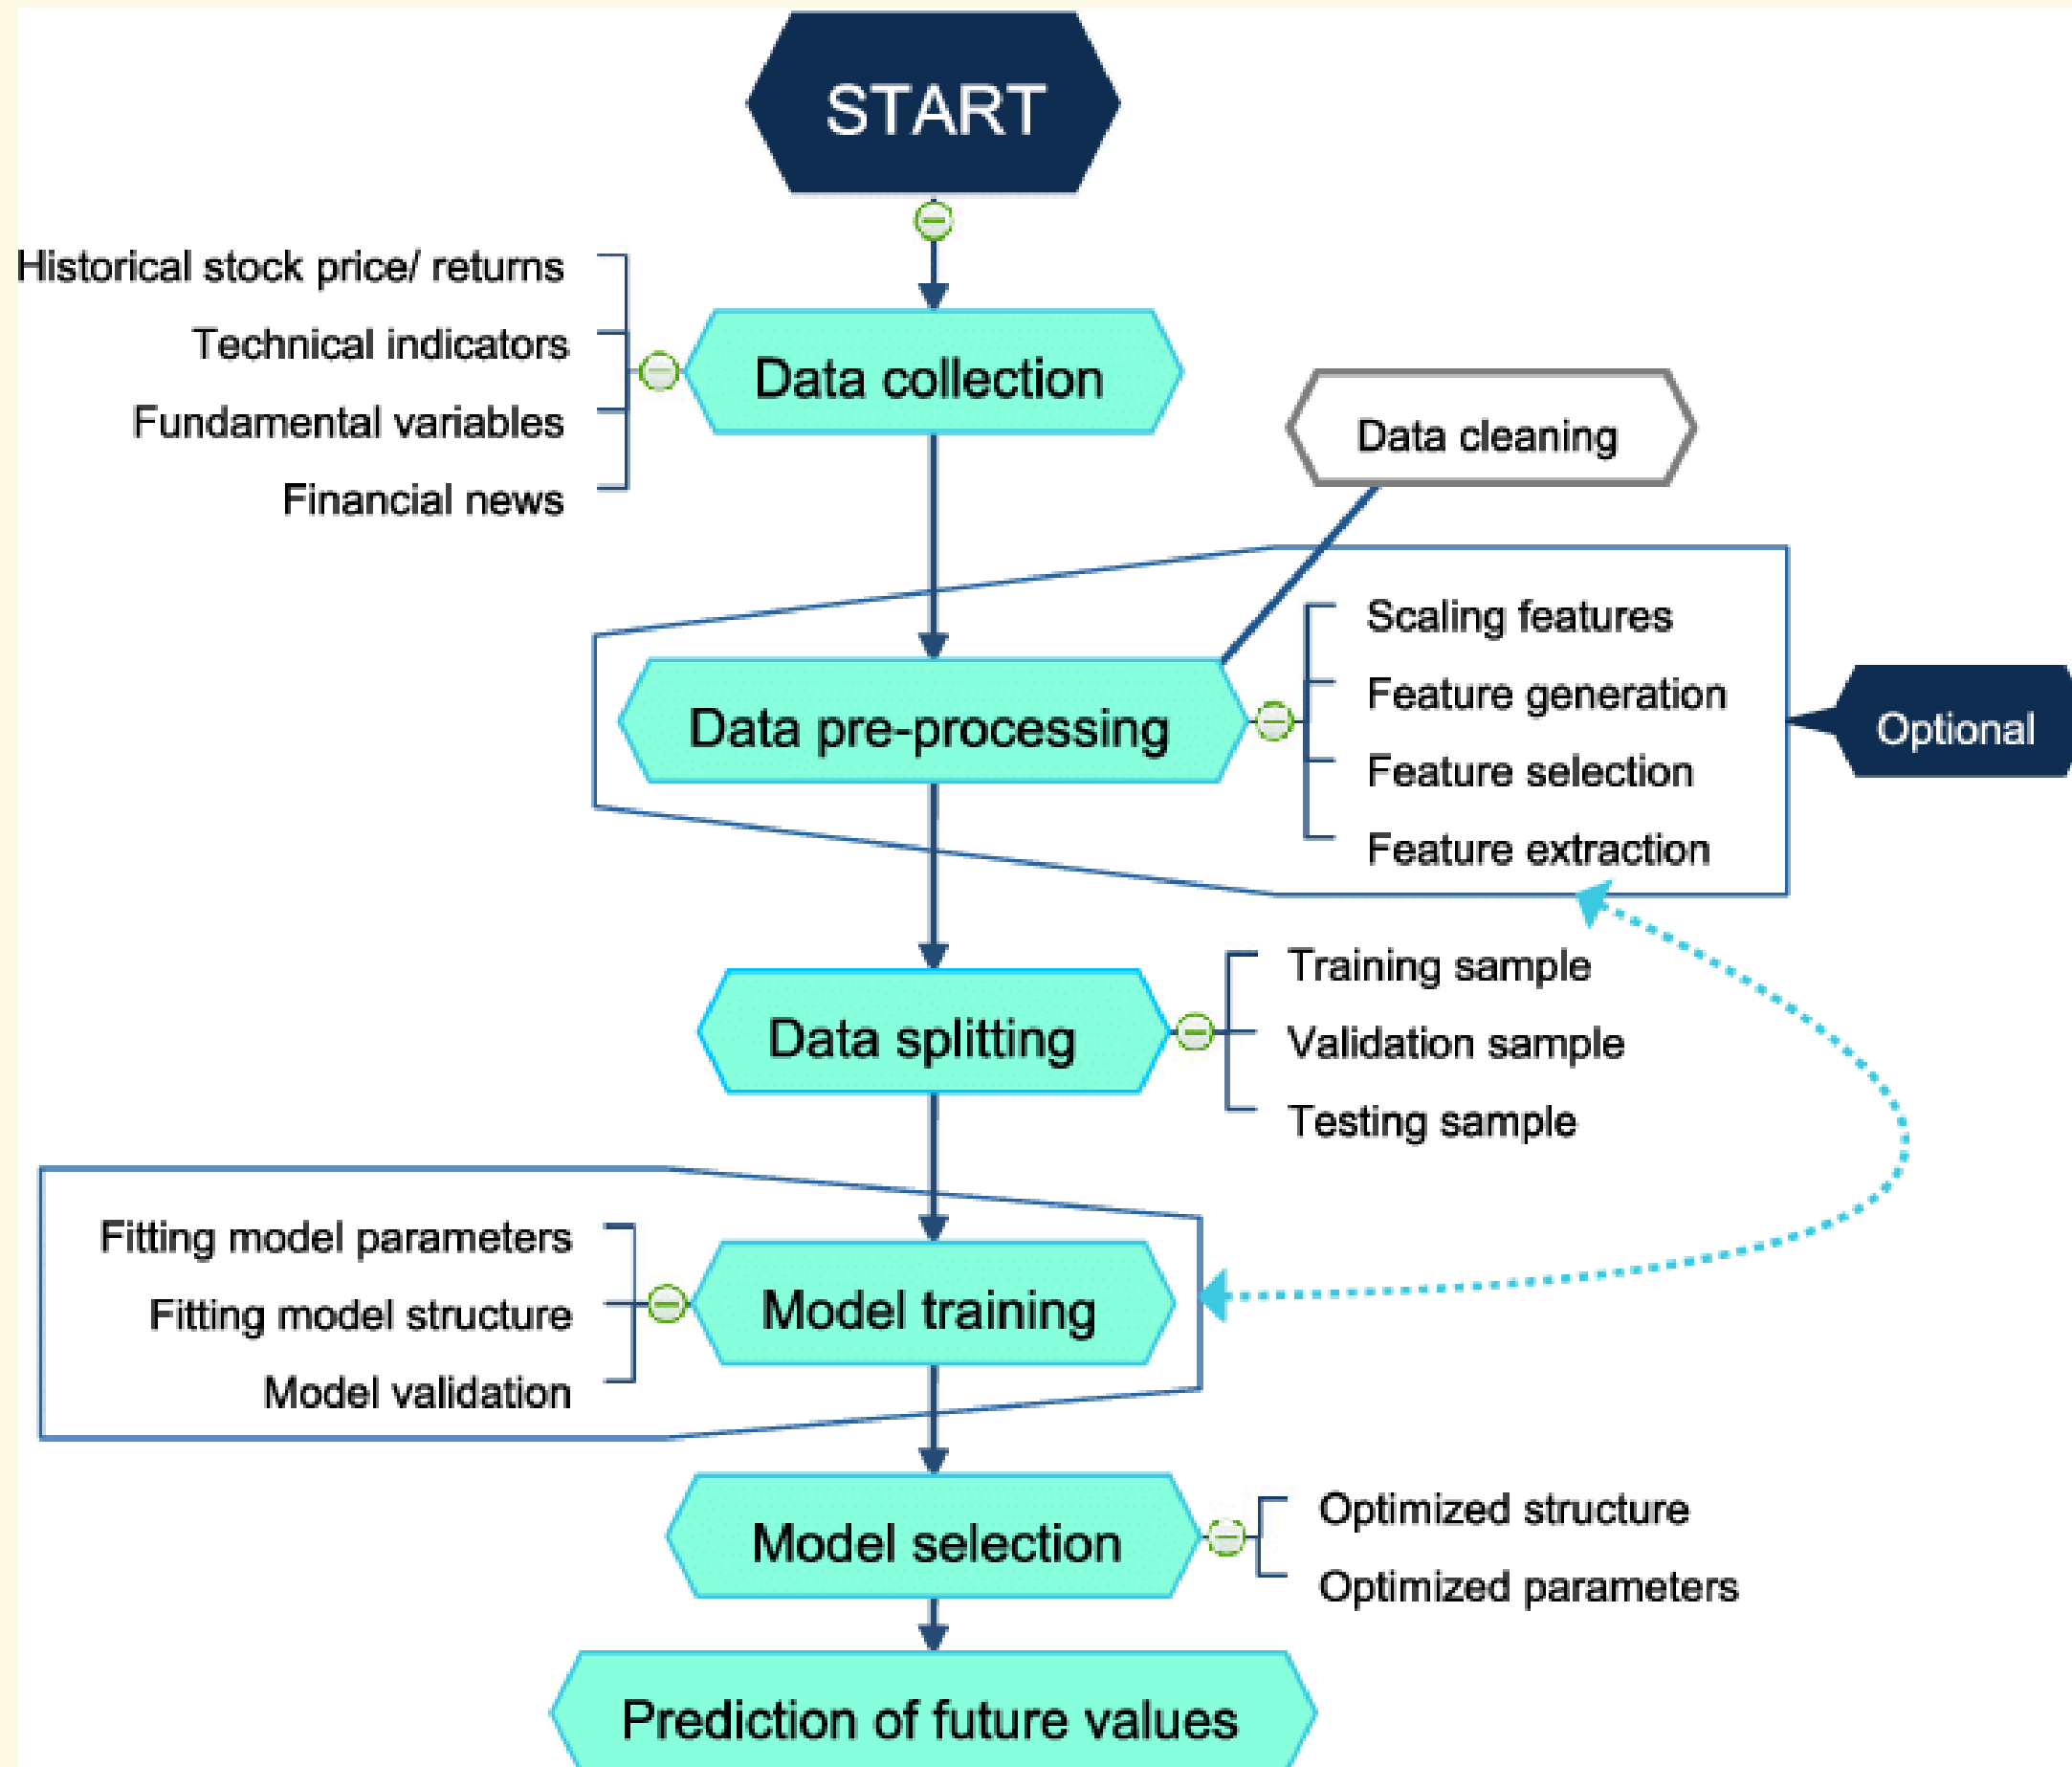 START
Historical stock price/ returns
Technical indicators
Fundamental variables
Financial news
Data collection
Data cleaning
Data pre-processing
Scaling features
Feature generation
Feature selection
Feature extraction
Optional
Data splitting
Training sample
Validation sample
Testing sample
Fitting model parameters
Fitting model structure
Model validation
Model training
Model selection
Optimized structure
Optimized parameters
Prediction of future values